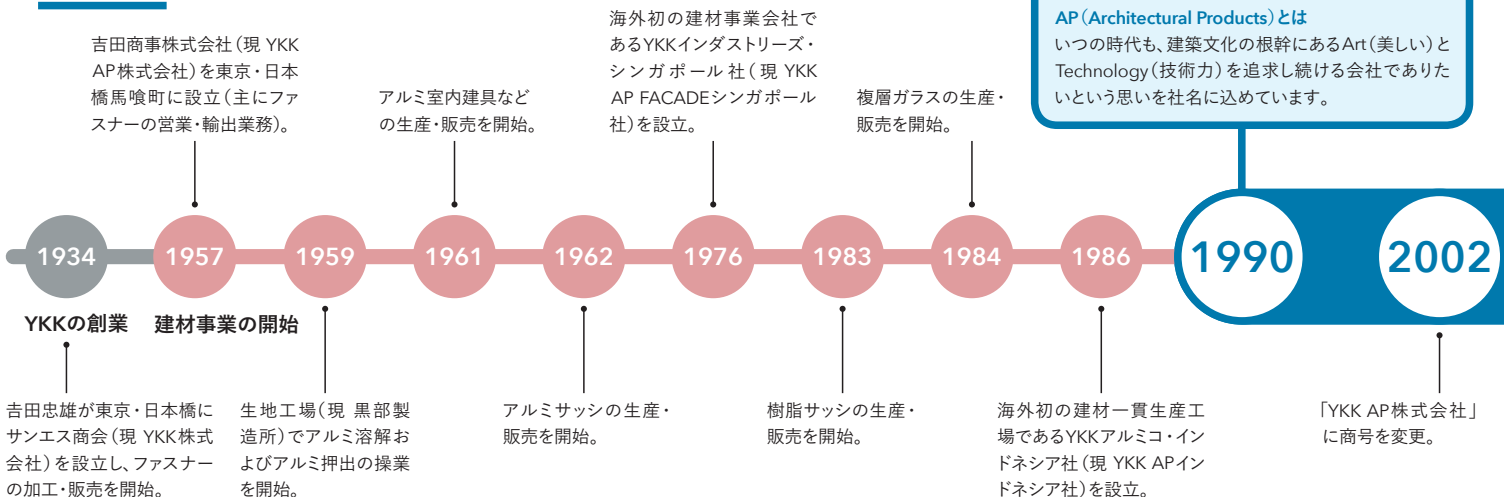 海外初の建材事業会社で
あるYKKインダストリーズ・
シンガポール社(現 YKK
AP FACADEシンガポール
社)を設立。
AP(Architectural Products)とは
いつの時代も、建築文化の根幹にあるArt(美しい)と
Technology(技術力)を追求し続ける会社でありた
いという思いを社名に込めています。
吉田商事株式会社(現 YKK
AP株式会社)を東京・日本
橋馬喰町に設立(主にファ
スナーの営業・輸出業務)。
アルミ室内建具など
の生産・販売を開始。
複層ガラスの生産・
販売を開始。
1934
1957
1959
1961
1962
1976
1983
1984
1986
1990
2002
YKKの創業
建材事業の開始
吉田忠雄が東京・日本橋に
サンエス商会(現 YKK株式
会社)を設立し、ファスナー
の加工・販売を開始。
生地工場(現 黒部製
造所)でアルミ溶解お
よびアルミ押出の操業
を開始。
アルミサッシの生産・
販売を開始。
樹脂サッシの生産・
販売を開始。
海外初の建材一貫生産工
場であるYKKアルミコ・イン
ドネシア社(現 YKK APイン
ドネシア社)を設立。
「YKK AP株式会社」
に商号を変更。